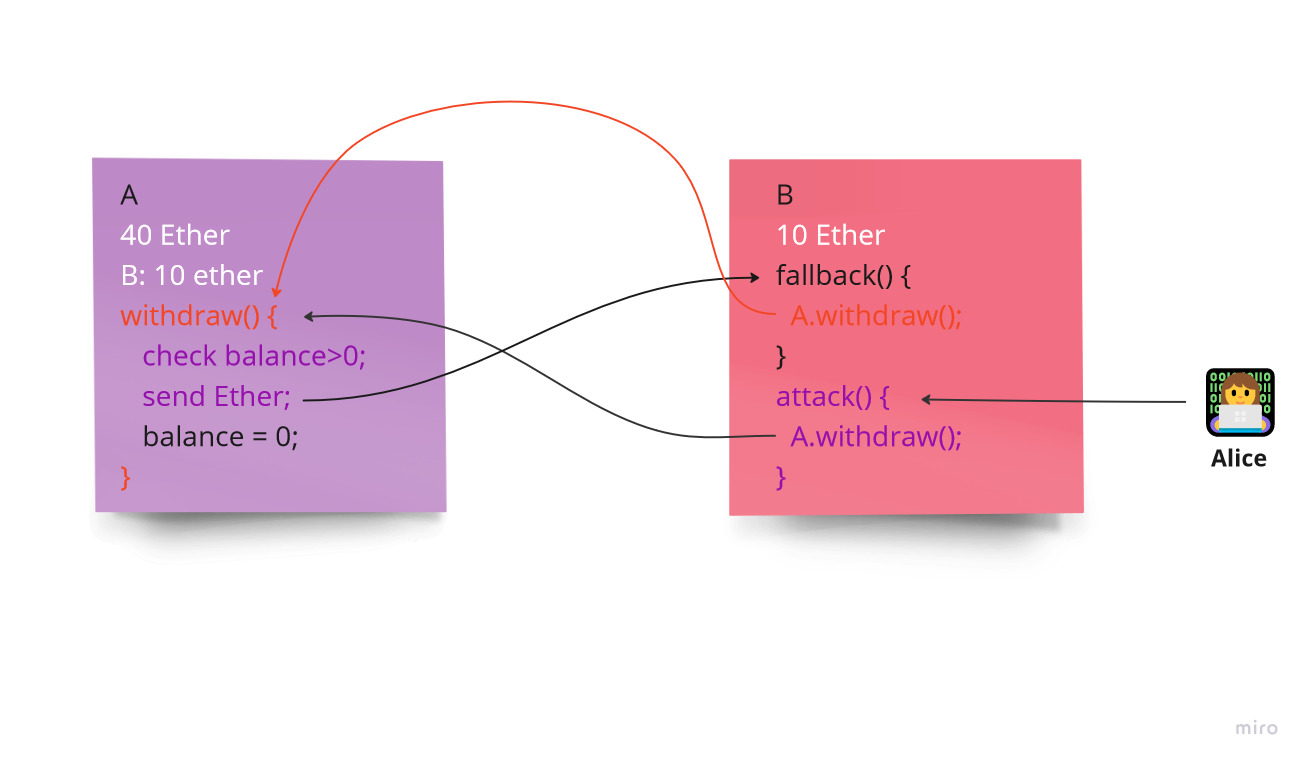 A
40 Ether
B: 10 ether
withdraw() {
check balance>0;
send Ether;
balance = 0;
}
B
10 Ether
fallback() {
A.withdraw();
}
attack() {
A.withdraw();
}
Alice
miro